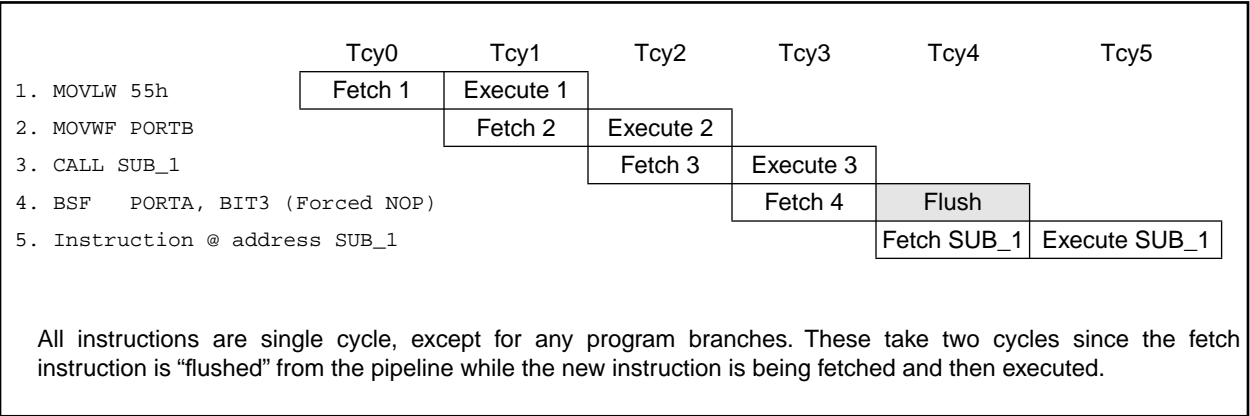 Tcy0 Tcy1 Tcy2 Tcy3 Tcy4 Tcy5
1. MOVLW 55h Fetch 1 Execute 1
2. MOVWF PORTB Fetch 2 Execute 2
3. CALL SUB_1 Fetch 3 Execute 3
4. BSF PORTA, BIT3 (Forced NOP) Fetch 4 Flush
5. Instruction @ address SUB_1 Fetch SUB_1 Execute SUB_1
All instructions are single cycle, except for any program branches. These take two cycles since the fetch
instruction is “flushed” from the pipeline while the new instruction is being fetched and then executed.